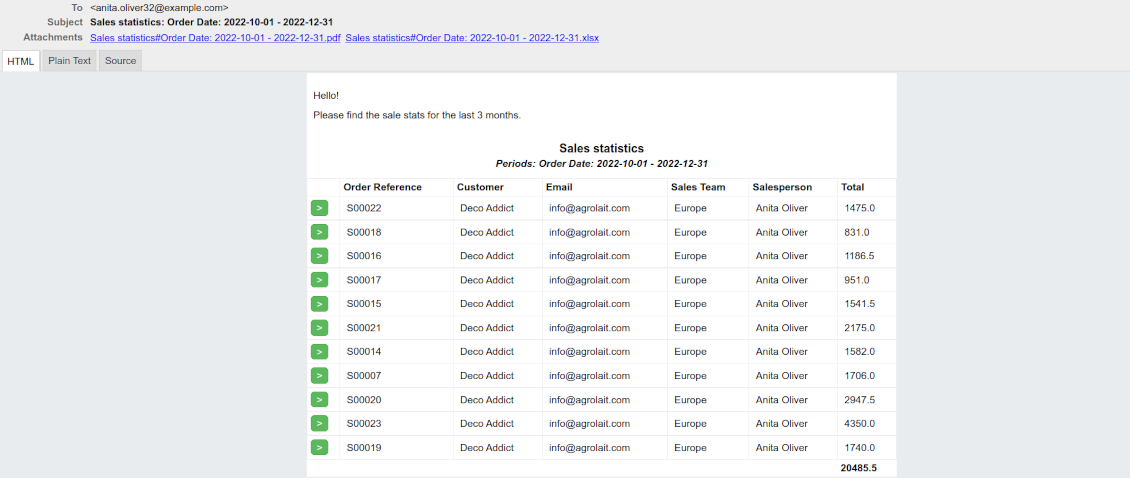 To <anita.oliver32@example.com>
Subject Sales statistics: Order Date: 2022-10-01 - 2022-12-31
Attachments Sales statistics#Order Date: 2022-10-01 - 2022-12-31.pdf Sales statistics#Order Date: 2022-10-01 - 2022-12-31.xlsx
HTML Plain Text Source
Hello!
Please find the sale stats for the last 3 months.
Sales statistics
Periods: Order Date: 2022-10-01 - 2022-12-31
Order Reference Customer Email Sales Team Salesperson Total
> S00022 Deco Addict info@agrolait.com Europe Anita Oliver 1475.0
> S00018 Deco Addict info@agrolait.com Europe Anita Oliver 831.0
> S00016 Deco Addict info@agrolait.com Europe Anita Oliver 1186.5
> S00017 Deco Addict info@agrolait.com Europe Anita Oliver 951.0
> S00015 Deco Addict info@agrolait.com Europe Anita Oliver 1541.5
> S00021 Deco Addict info@agrolait.com Europe Anita Oliver 2175.0
> S00014 Deco Addict info@agrolait.com Europe Anita Oliver 1582.0
> S00007 Deco Addict info@agrolait.com Europe Anita Oliver 1706.0
> S00020 Deco Addict info@agrolait.com Europe Anita Oliver 2947.5
> S00023 Deco Addict info@agrolait.com Europe Anita Oliver 4350.0
> S00019 Deco Addict info@agrolait.com Europe Anita Oliver 1740.0
20485.5